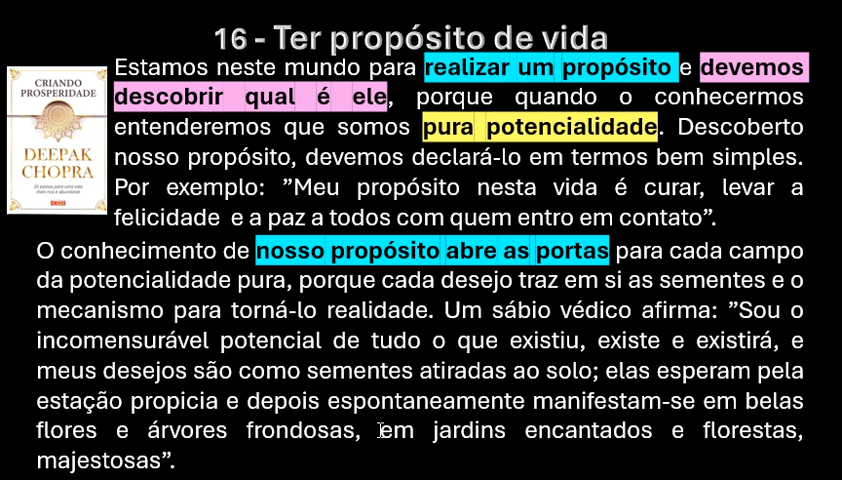 16 - Ter propósito de vida
CRIANDO
PROSPERIDADE
DEEPAK
CHOPRA
Estamos neste mundo para realizar um propósito e devemos
descobrir qual é ele, porque quando o conhecermos
entenderemos que somos pura potencialidade. Descoberto
nosso propósito, devemos declará-lo em termos bem simples.
Por exemplo: ”Meu propósito nesta vida é curar, levar a
felicidade e a paz a todos com quem entro em contato”.
O conhecimento de nosso propósito abre as portas para cada campo
da potencialidade pura, porque cada desejo traz em si as sementes e o
mecanismo para torná-lo realidade. Um sábio védico afirma: ”Sou o
incomensurável potencial de tudo o que existiu, existe e existirá, e
meus desejos são como sementes atiradas ao solo; elas esperam pela
estação propicia e depois espontaneamente manifestam-se em belas
flores e árvores frondosas, em jardins encantados e florestas,
majestosas”.